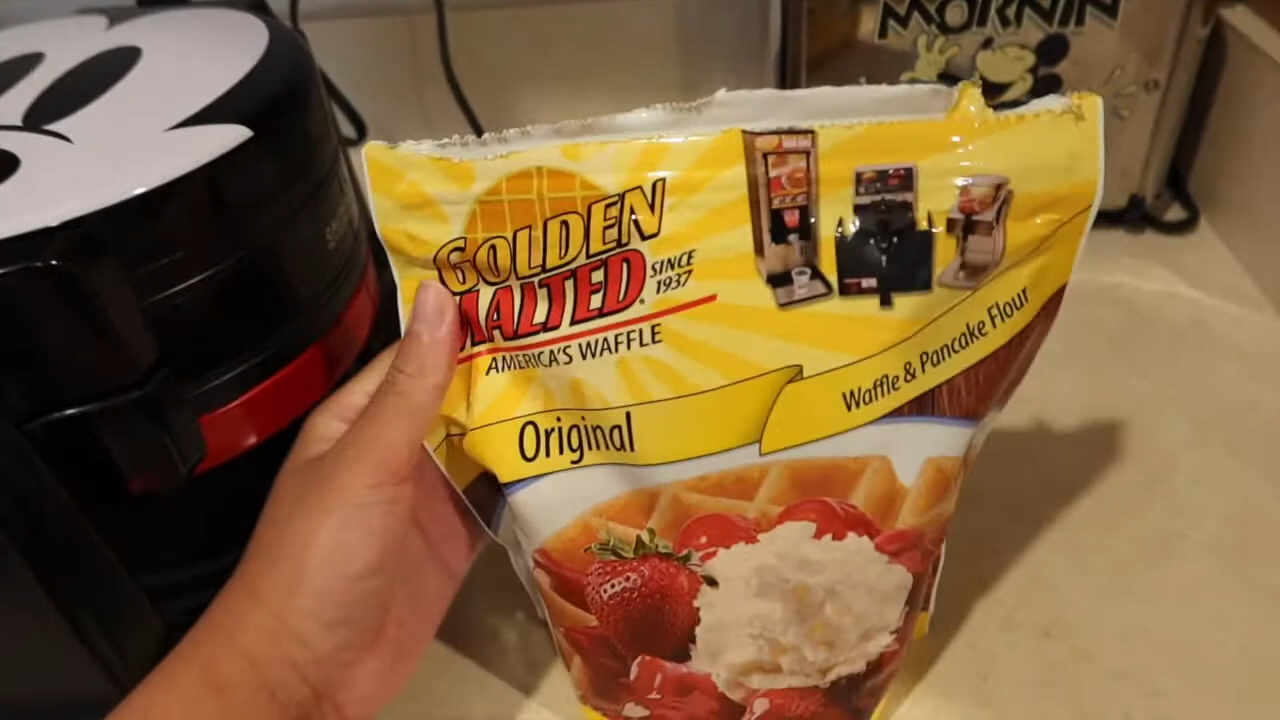 MORNIN
GOLDEN
MALTED
SINCE
1937
AMERICA'S WAFFLE
Original
Waffle & Pancake Flour